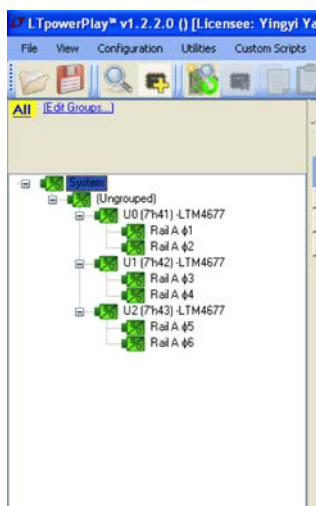 LTpowerPlay™ v1.2.2.0 () [Licensee: Yingyi Ya
File View Configuration Utilities Custom Scripts
All [Edit Groups...]
System
(Ungrouped)
U0 (7'h41) -LTM4677
Rail A ϕ1
Rail A ϕ2
U1 (7'h42) -LTM4677
Rail A ϕ3
Rail A ϕ4
U2 (7'h43) -LTM4677
Rail A ϕ5
Rail A ϕ6